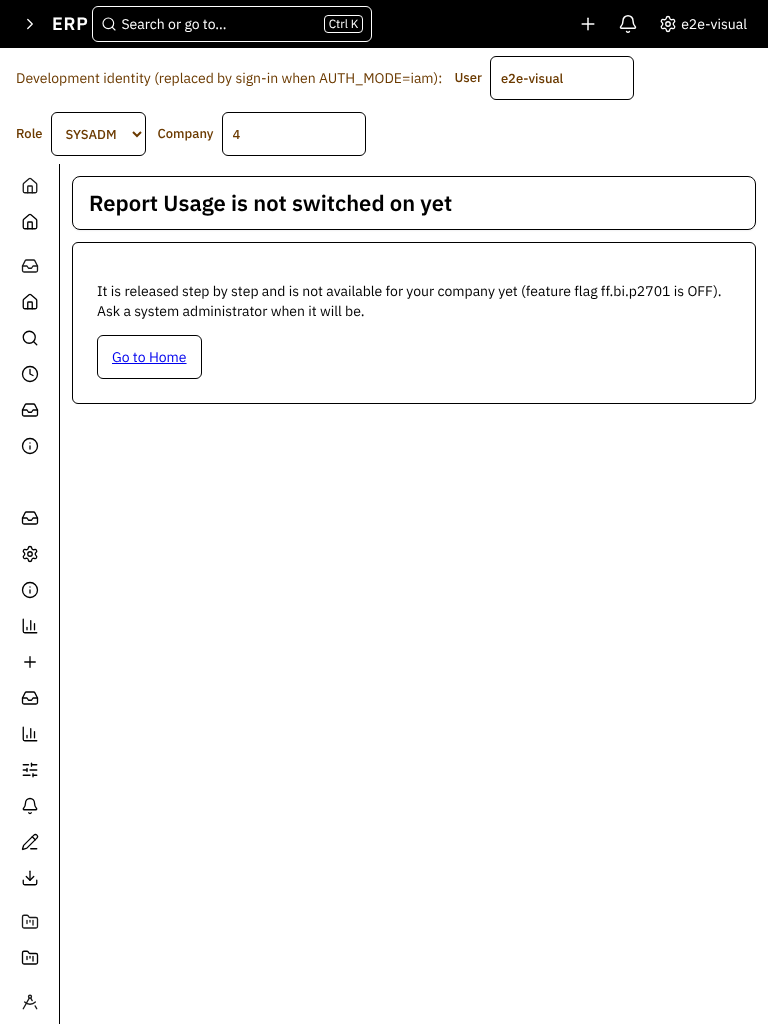 ERP
Search or go to...
Ctrl K
e2e-visual
Development identity (replaced by sign-in when AUTH_MODE=iam):
User
e2e-visual
Role
SYSADM
Company
4
Report Usage is not switched on yet
It is released step by step and is not available for your company yet (feature flag ff.bi.p2701 is OFF).
Ask a system administrator when it will be.
Go to Home